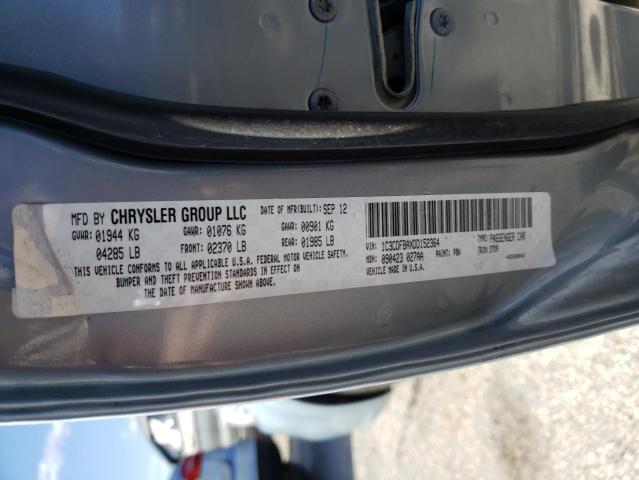 MFD BY CHRYSLER GROUP LLC DATE OF MFR(BUILT): SEP 12
GVWR: 01944 KG GAWR: 01076 KG GAWR: 00901 KG
04285 LB FRONT: 02370 LB REAR: 01985 LB
THIS VEHICLE CONFORMS TO ALL APPLICABLE U.S.A. FEDERAL MOTOR VEHICLE SAFETY,
BUMPER AND THEFT PREVENTION STANDARDS IN EFFECT ON
THE DATE OF MANUFACTURE SHOWN ABOVE.
VIN: 1C3CDFBAXDD152364 TYPE: PASSENGER CAR
MDH: 090423 027AA PAINT: TRIM:
MADE IN U.S.A.